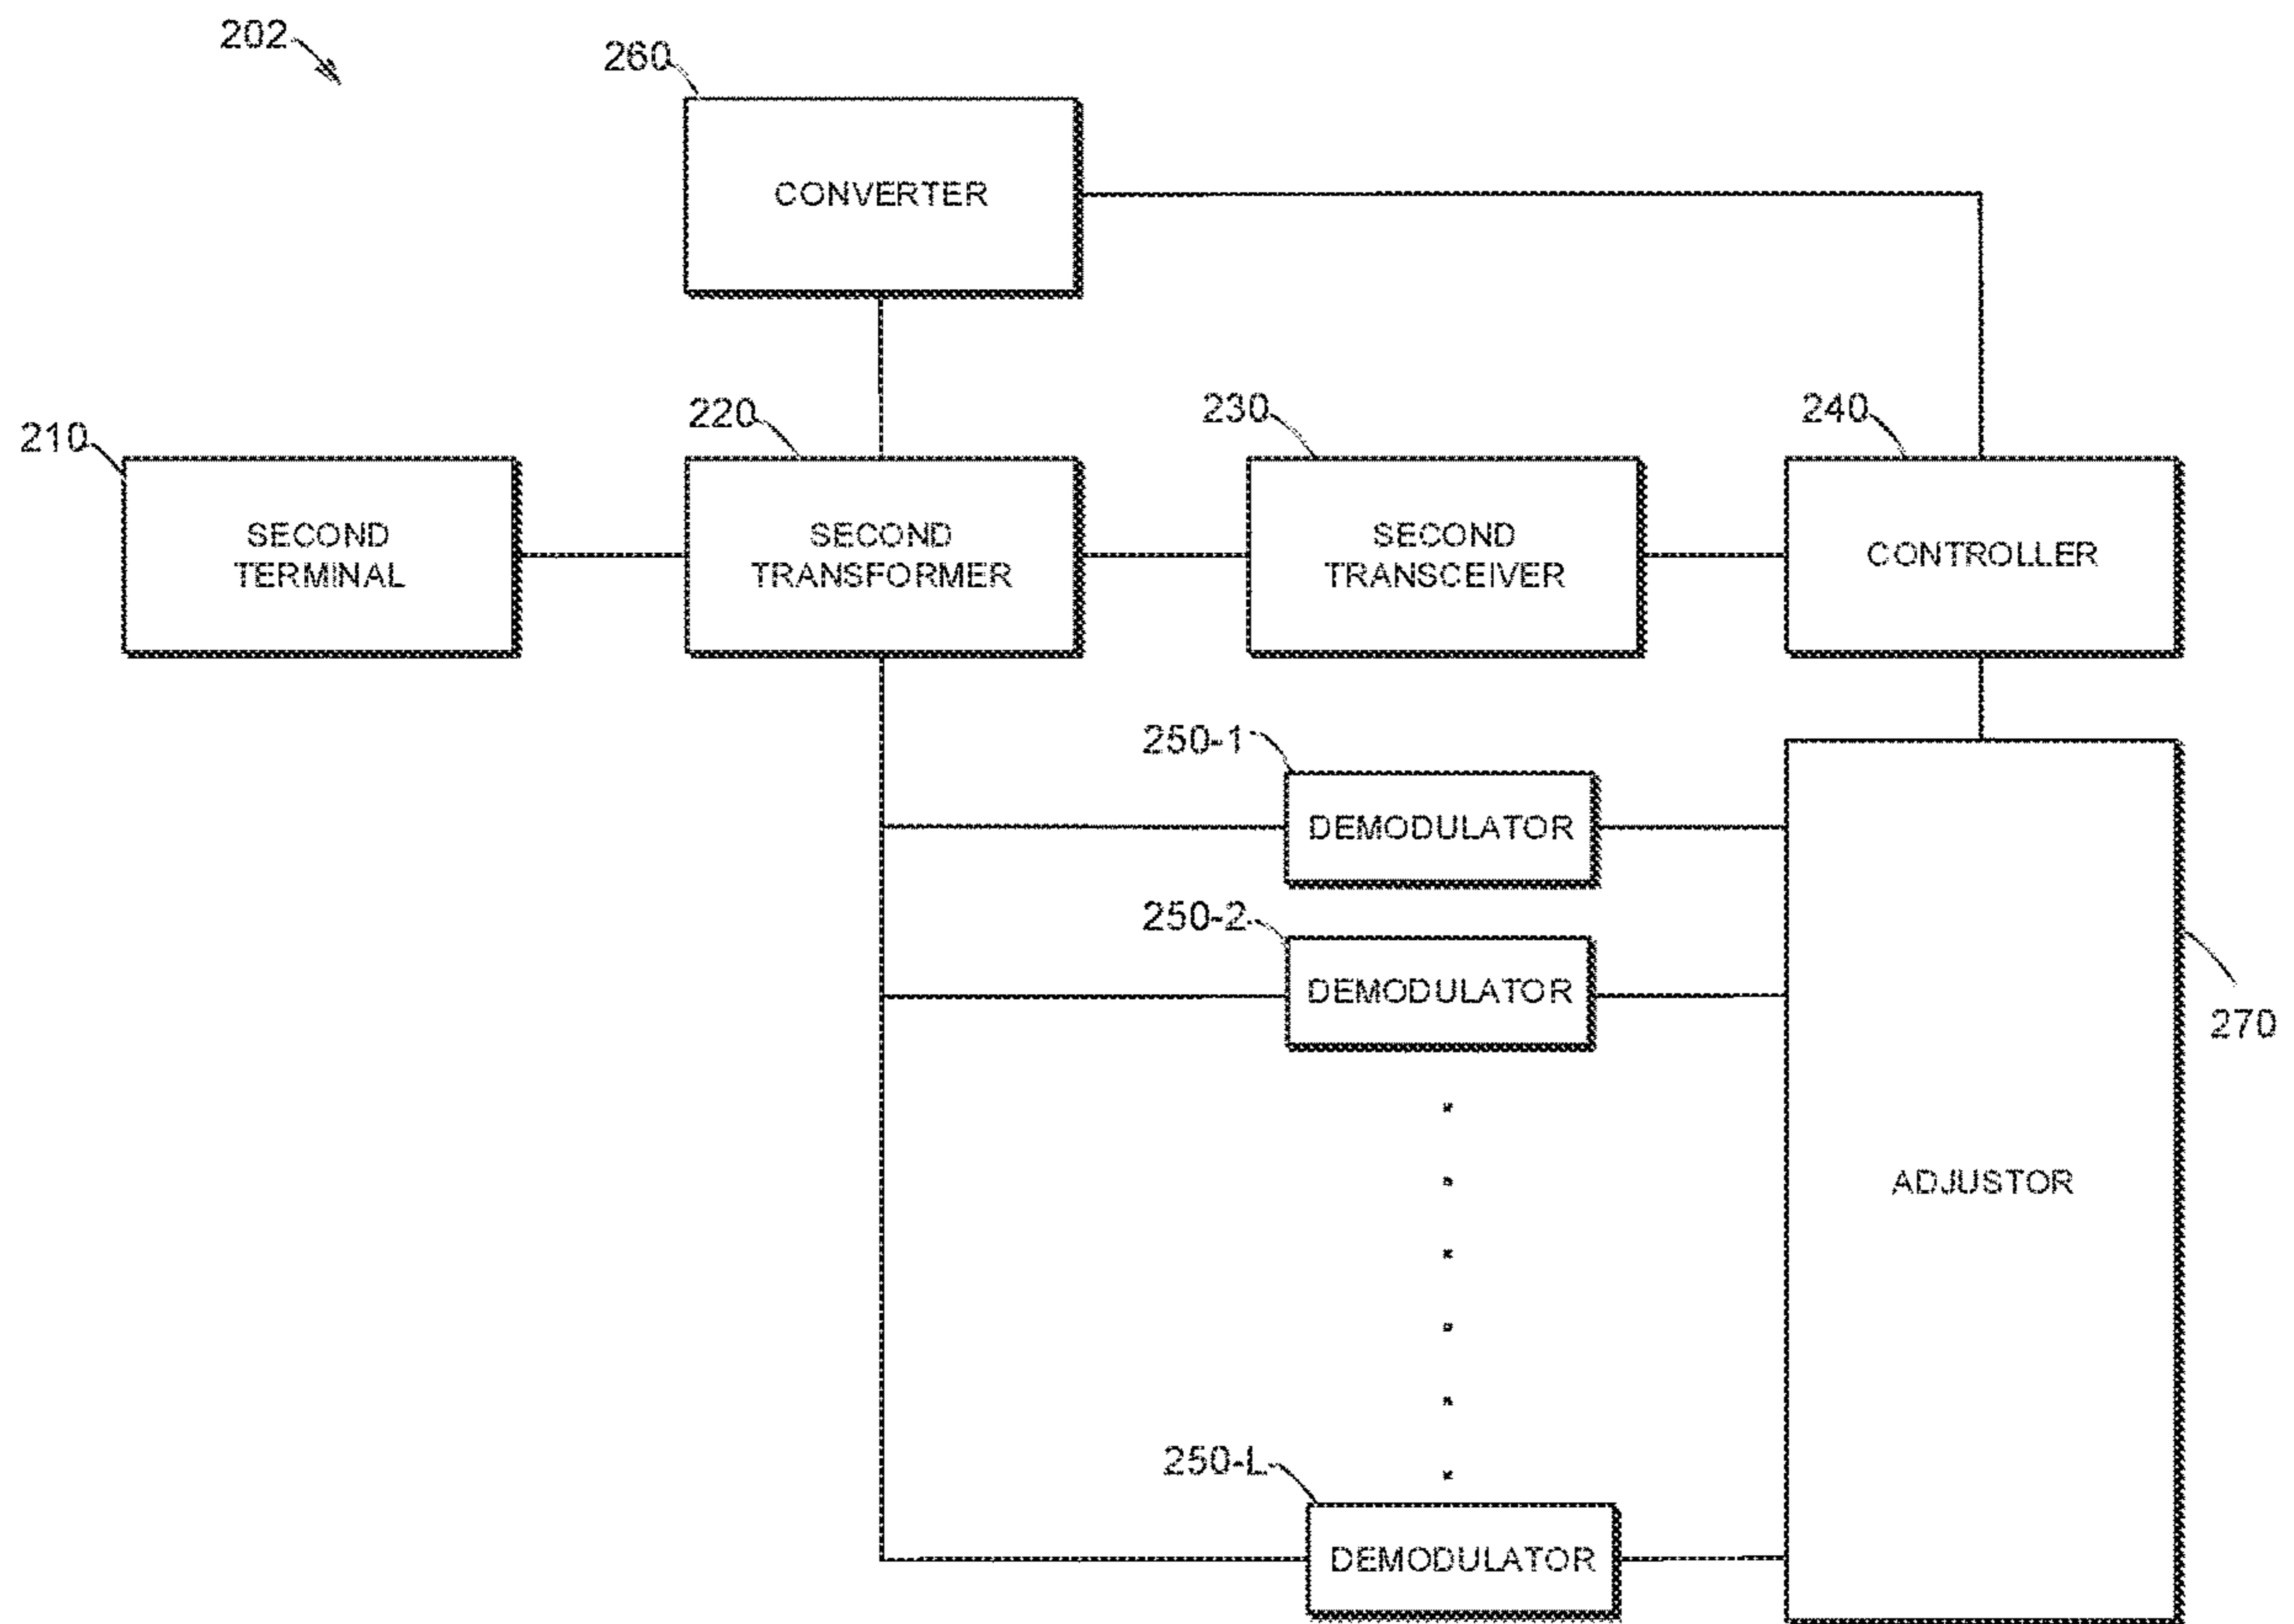 202
260
CONVERTER
210
220
230
240
SECOND
TERMINAL
SECOND
TRANSFORMER
SECOND
TRANSCEIVER
CONTROLLER
250-1
DEMODULATOR
250-2
DEMODULATOR
270
ADJUSTOR
250-L
DEMODULATOR